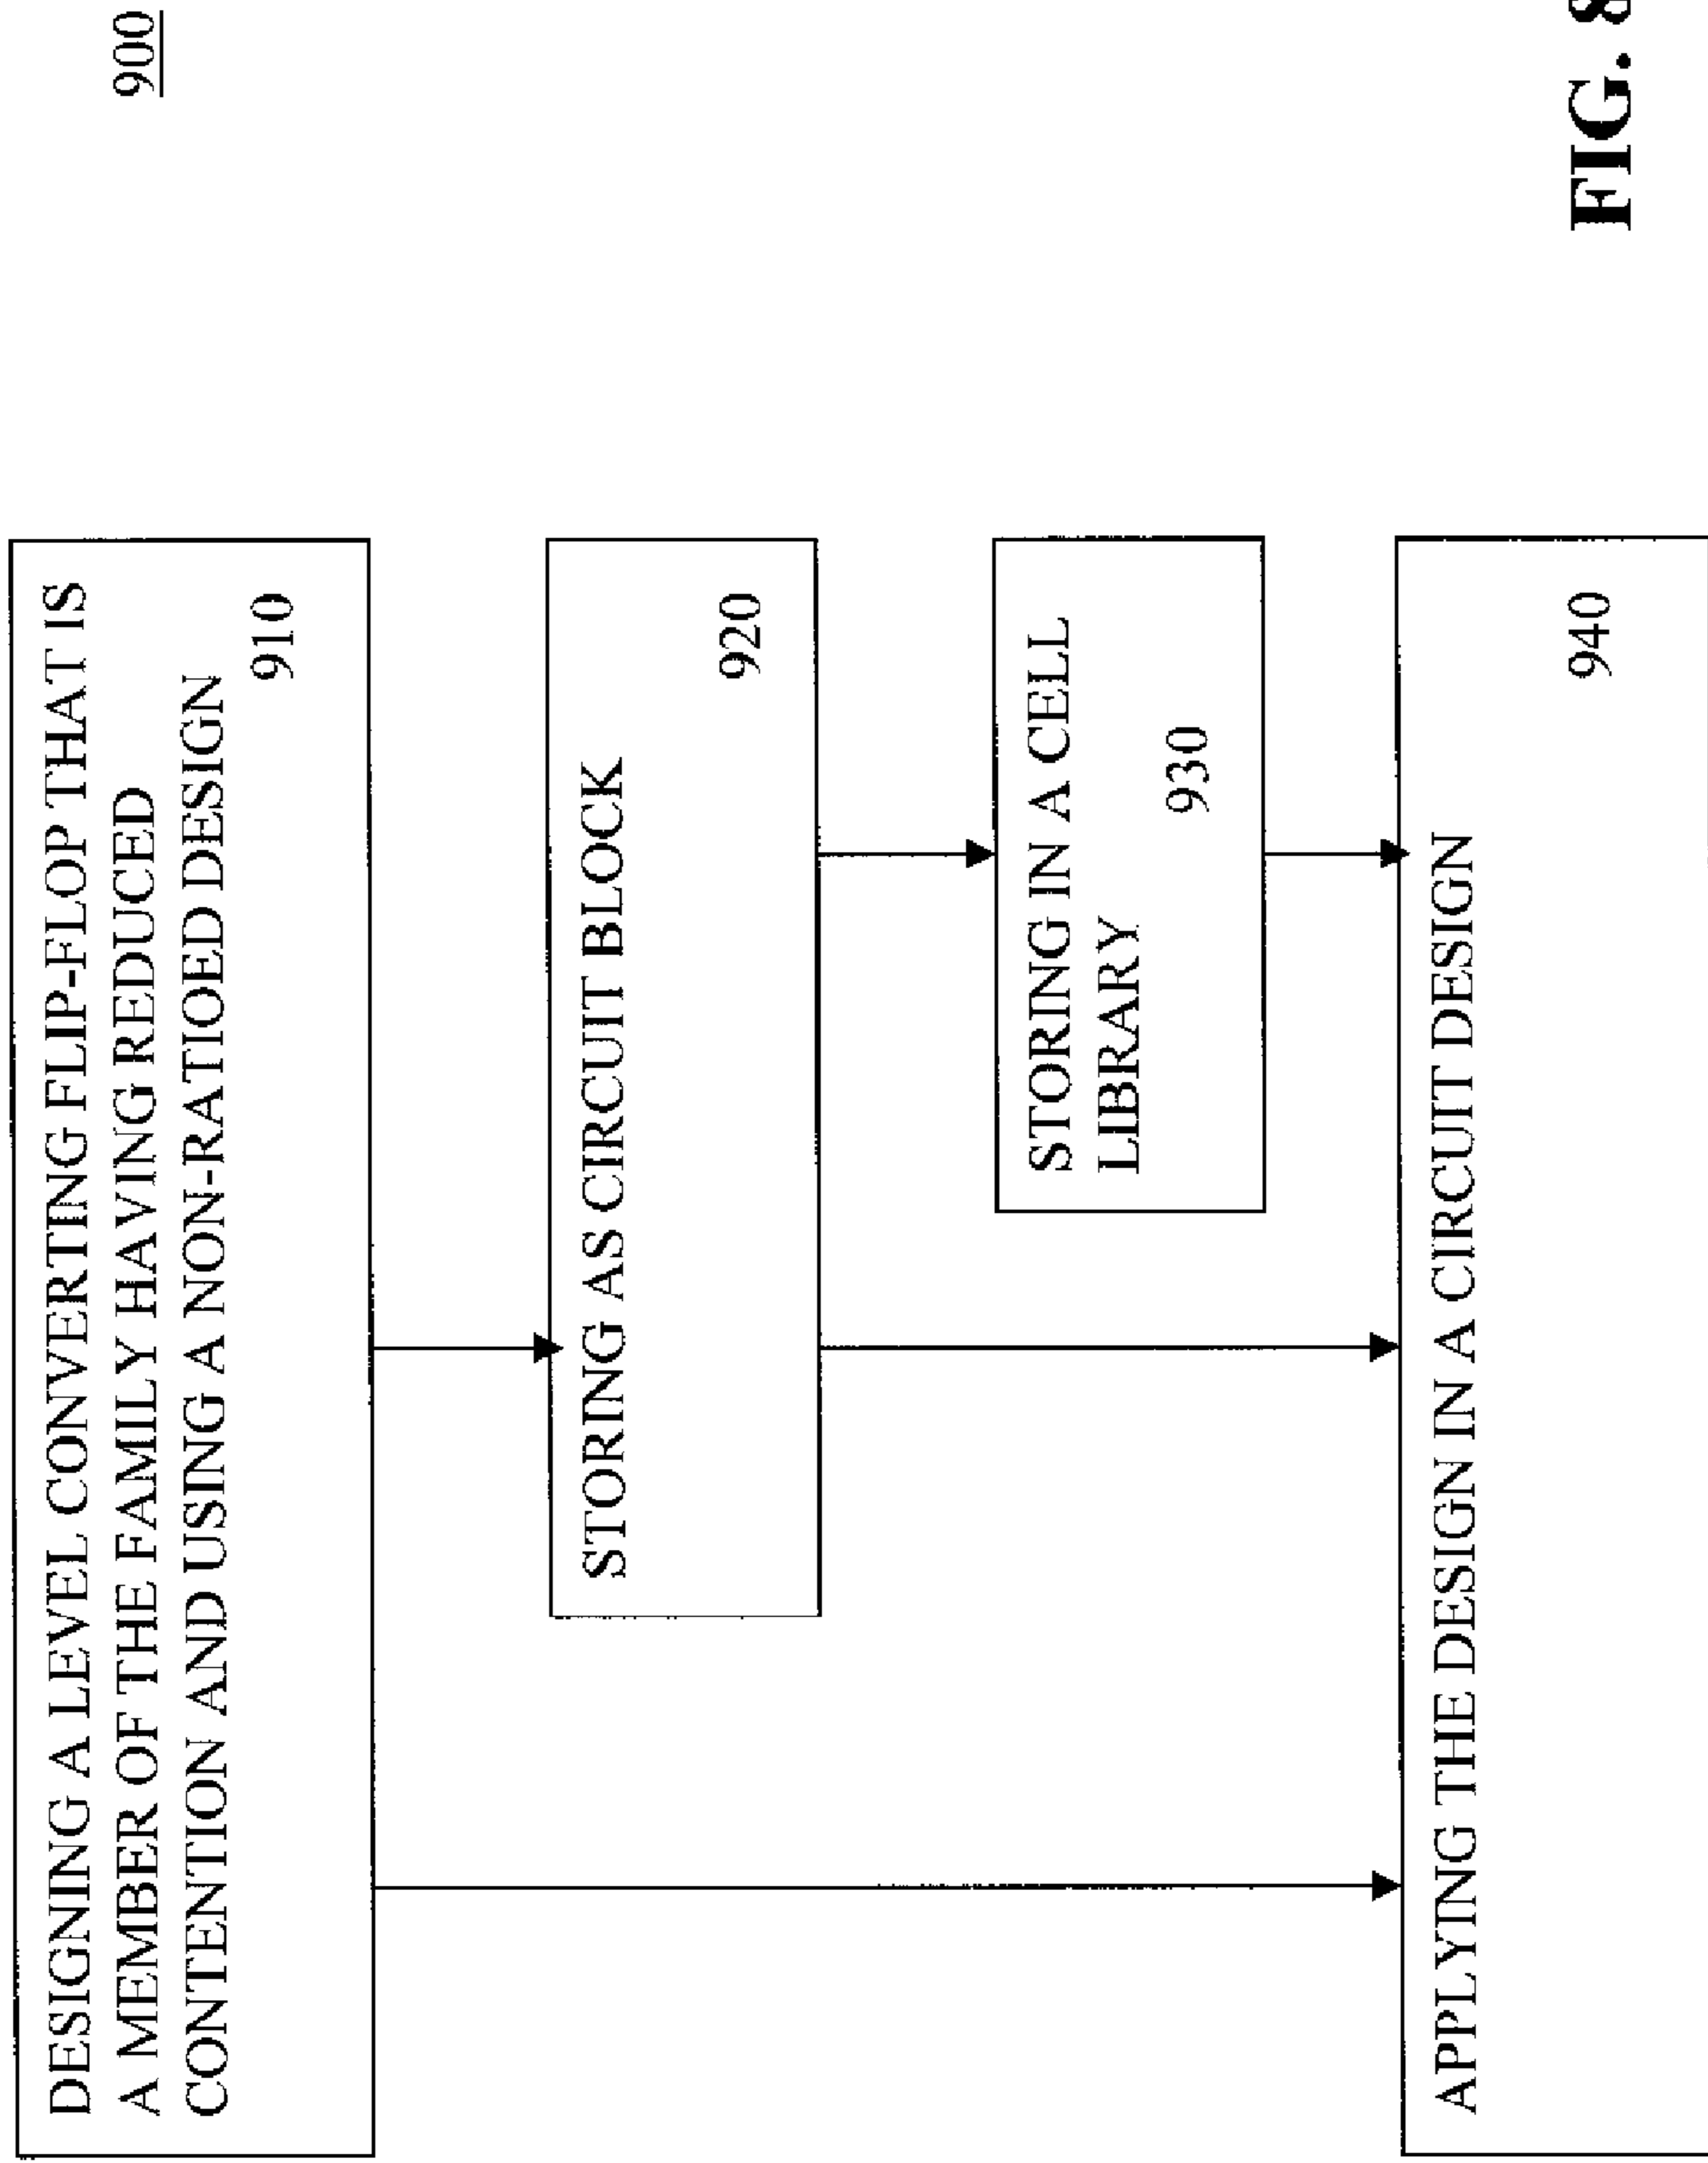 900
DESIGNING A LEVEL CONVERTING FLIP-FLOP THAT IS
A MEMBER OF THE FAMILY HAVING REDUCED
CONTENTION AND USING A NON-RATIOED DESIGN
910
STORING AS CIRCUIT BLOCK
920
STORING IN A CELL
LIBRARY
930
APPLYING THE DESIGN IN A CIRCUIT DESIGN
940
FIG. 8